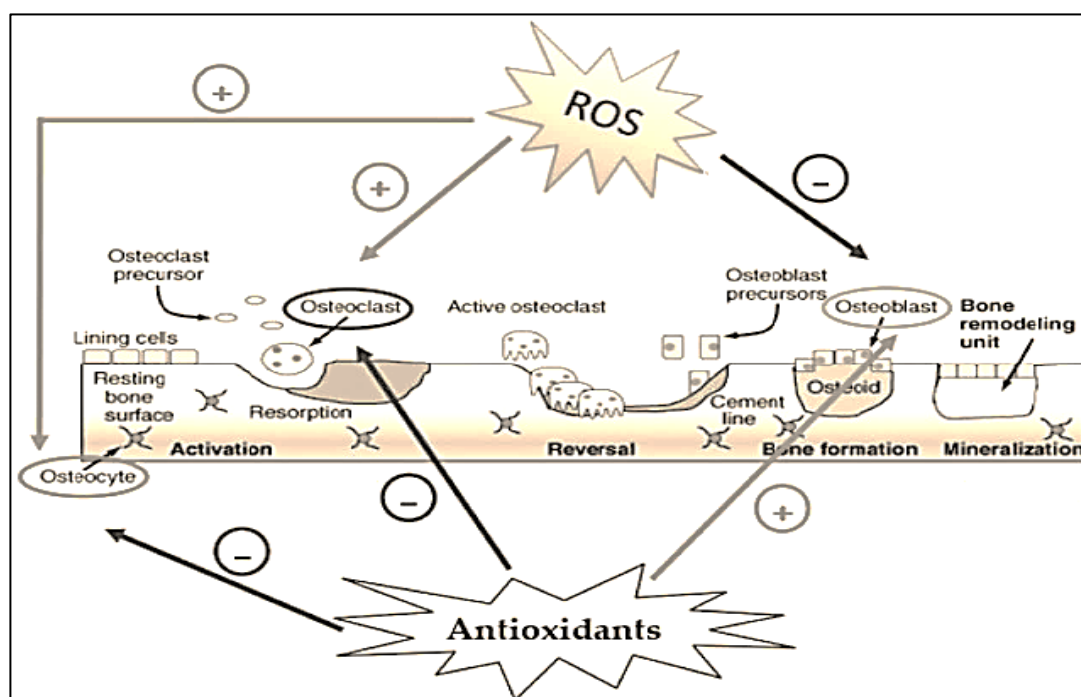 +
ROS
+
−
Osteoclast
precursor
Osteoclast
Active osteoclast
Osteoblast
precursors
Osteoblast
Bone
remodeling
unit
Lining cells
Resting
bone
surface
Resorption
Cement
line
Osteoid
Activation
Reversal
Bone formation
Mineralization
Osteocyte
−
−
+
Antioxidants